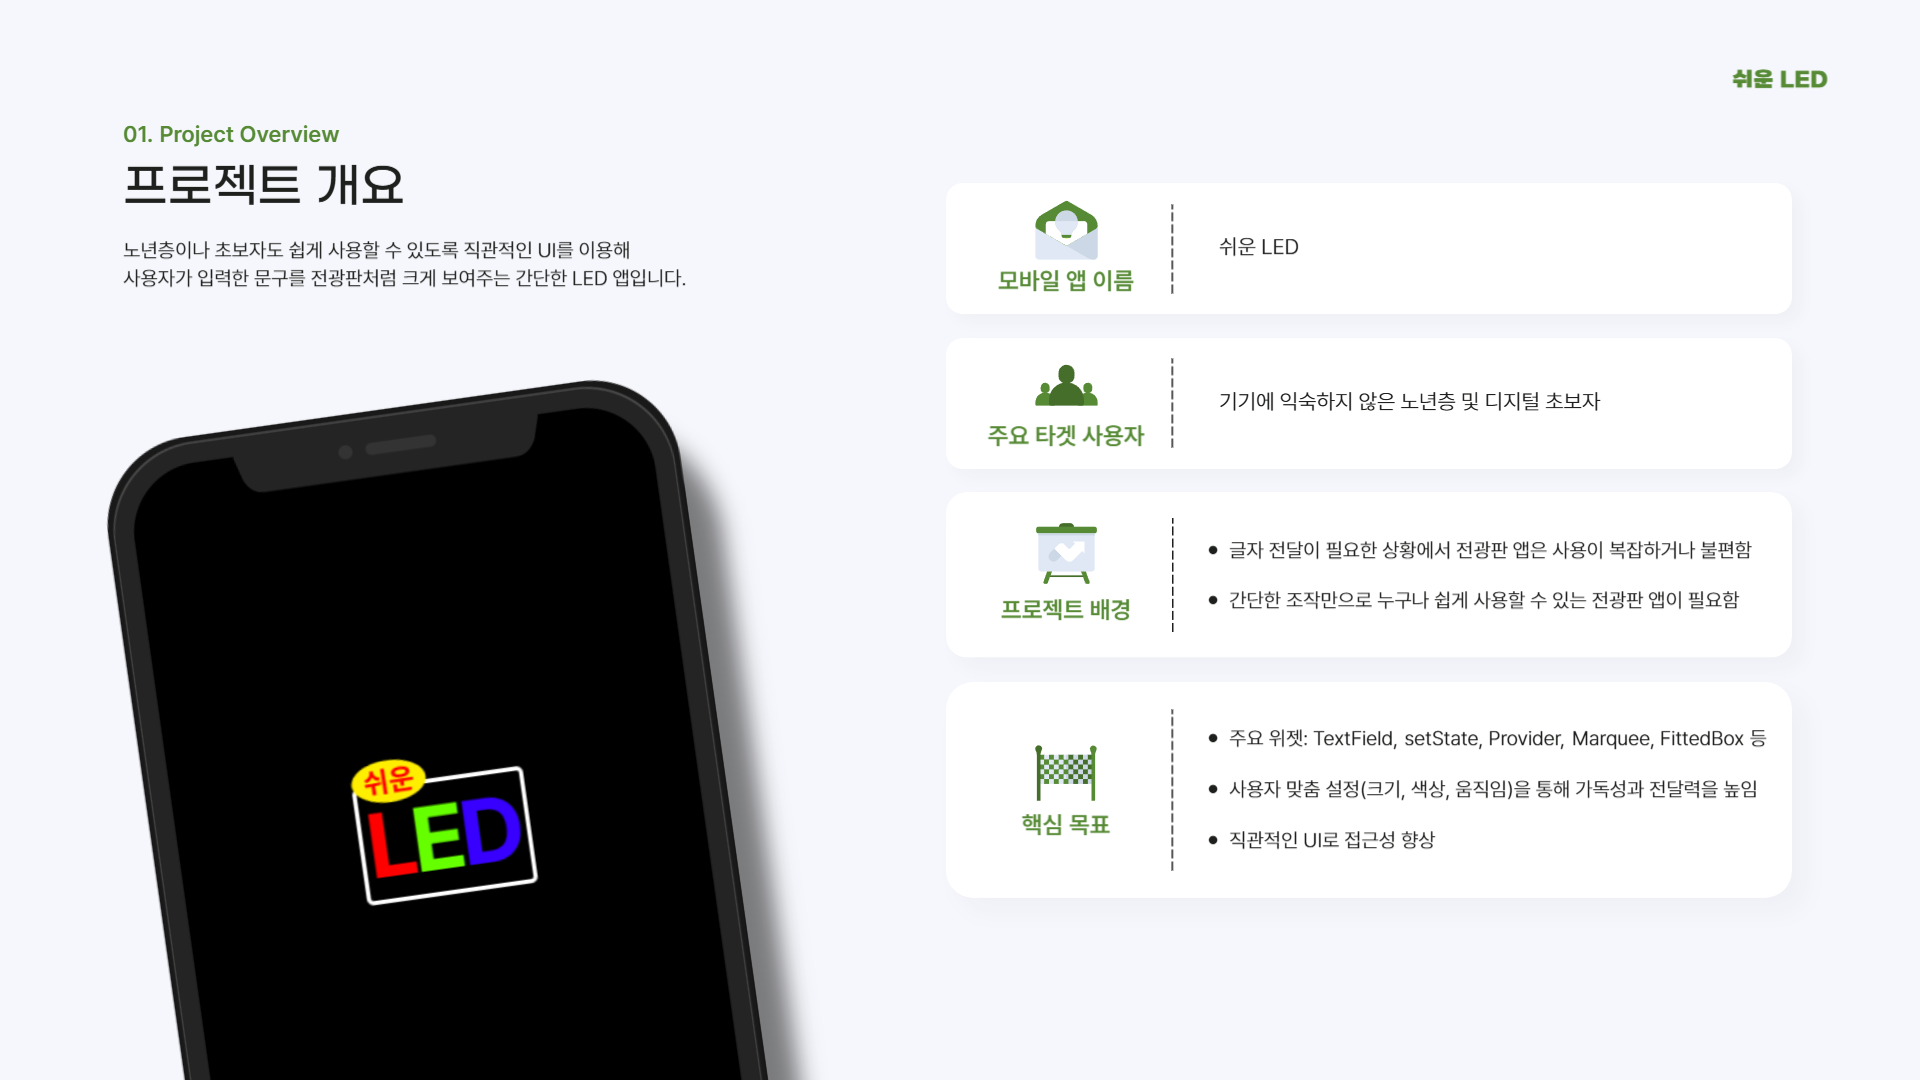 쉬운 LED
01. Project Overview
프로젝트 개요
노년층이나 초보자도 쉽게 사용할 수 있도록 직관적인 UI를 이용해
사용자가 입력한 문구를 전광판처럼 크게 보여주는 간단한 LED 앱입니다.
쉬운
LED
모바일 앱 이름
쉬운 LED
주요 타겟 사용자
기기에 익숙하지 않은 노년층 및 디지털 초보자
프로젝트 배경
● 글자 전달이 필요한 상황에서 전광판 앱은 사용이 복잡하거나 불편함
● 간단한 조작만으로 누구나 쉽게 사용할 수 있는 전광판 앱이 필요함
핵심 목표
● 주요 위젯: TextField, setState, Provider, Marquee, FittedBox 등
● 사용자 맞춤 설정(크기, 색상, 움직임)을 통해 가독성과 전달력을 높임
● 직관적인 UI로 접근성 향상